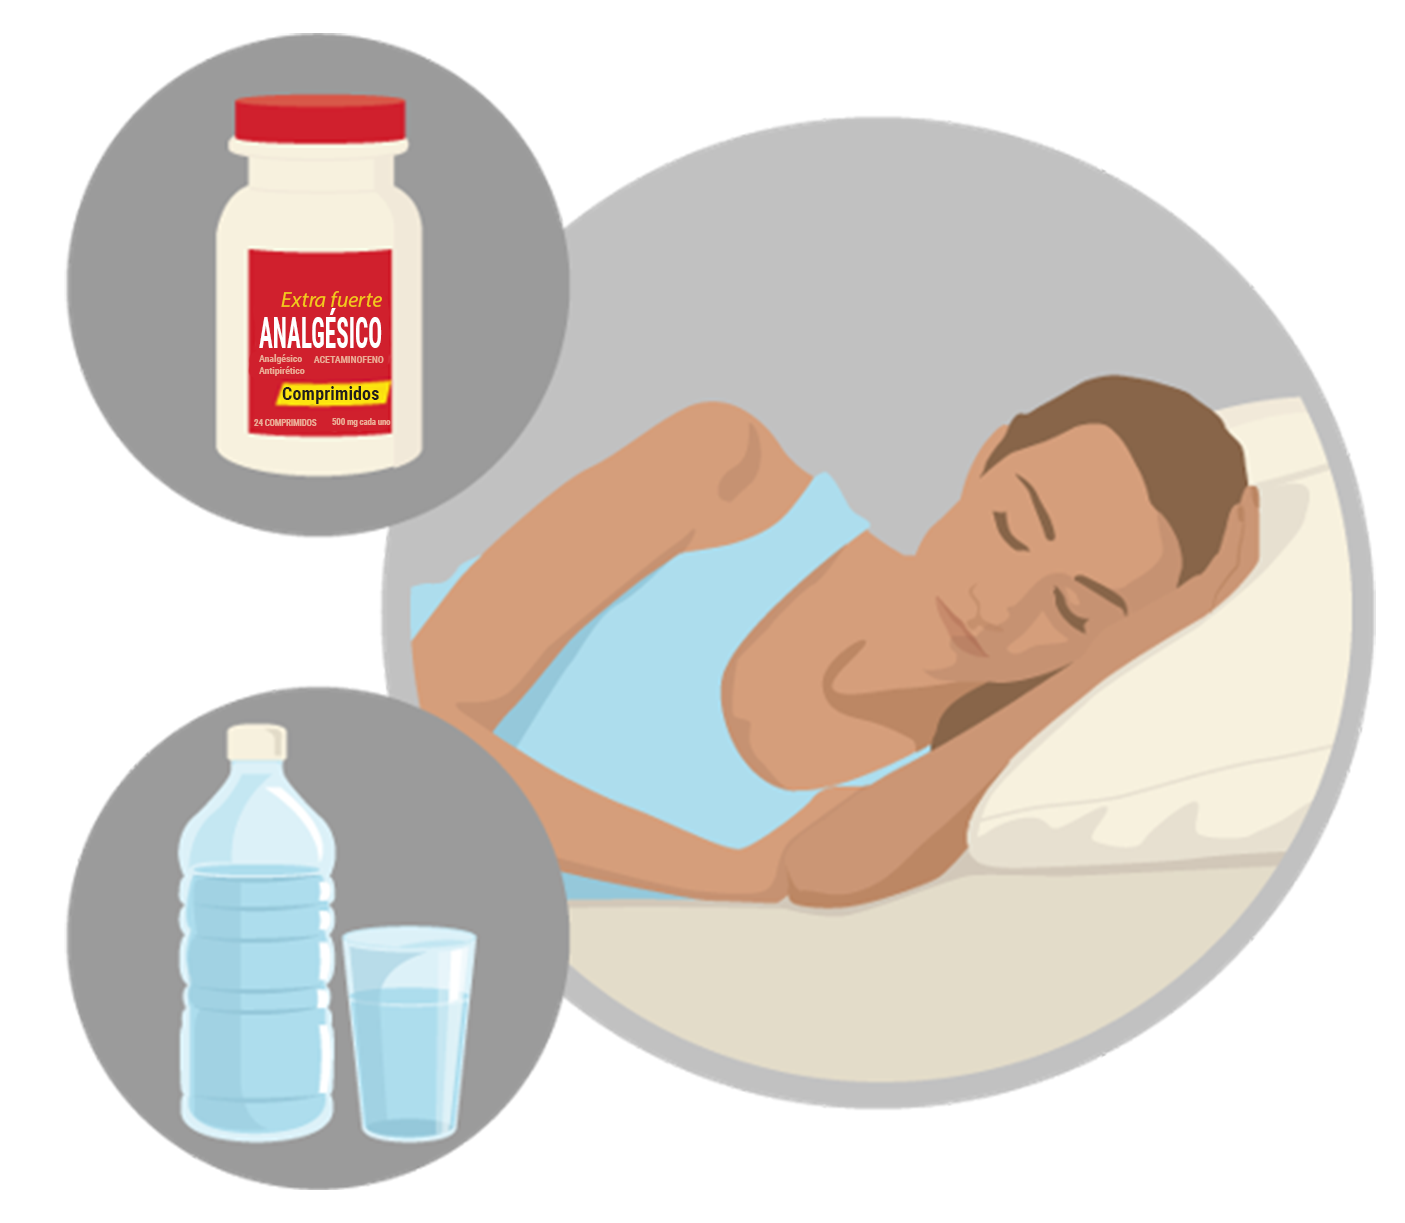 Extra fuerte
ANALGÉSICO
Analgésico ACETAMINOFENO
Antipirético
Comprimidos
24 COMPRIMIDOS 500 mg cada uno